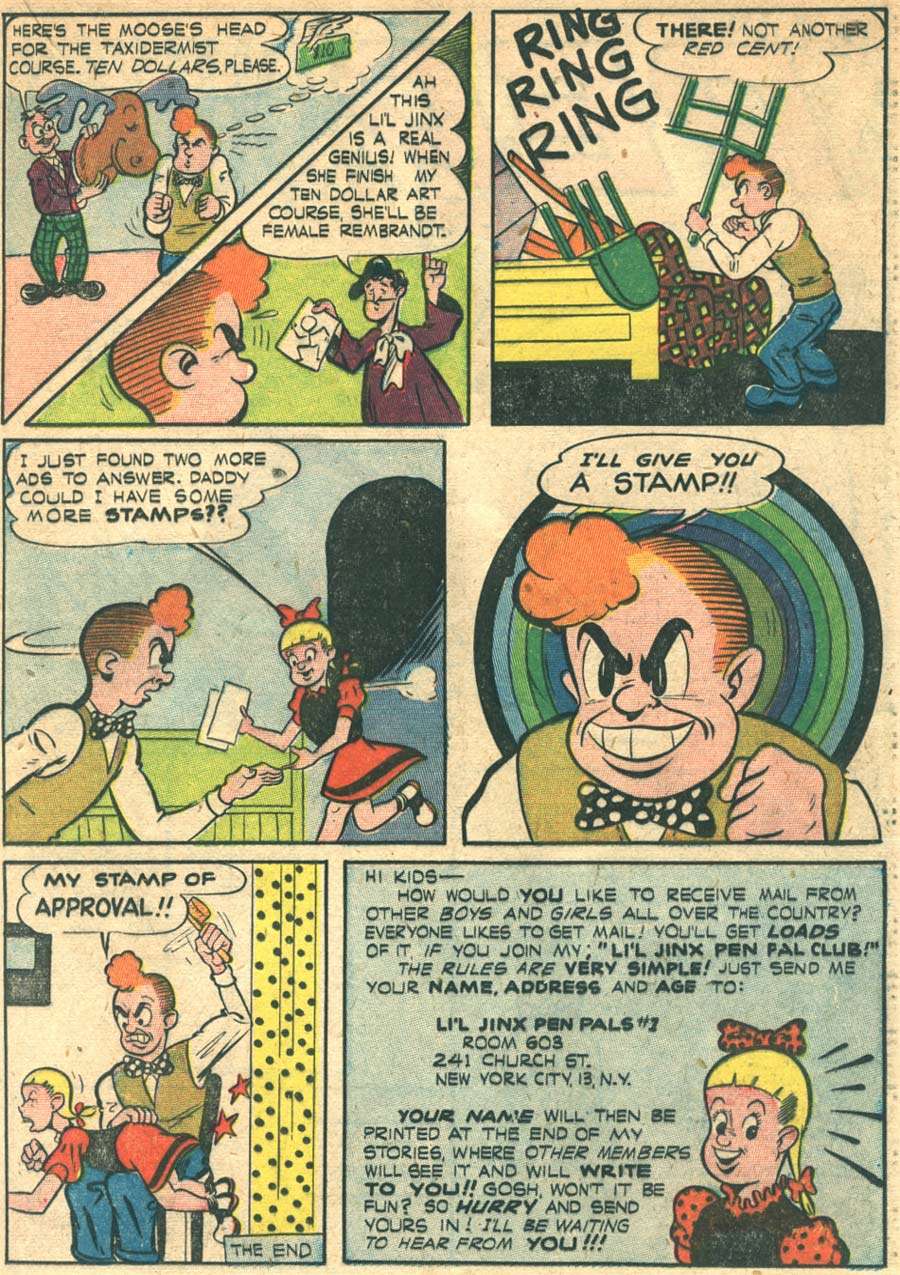 HERE'S THE MOOSE'S HEAD
FOR THE TAXIDERMIST
COURSE. TEN DOLLARS, PLEASE.
$10
AH
THIS
LI'L JINX
IS A REAL
GENIUS! WHEN
SHE FINISH MY
TEN DOLLAR ART
COURSE, SHE'LL BE
FEMALE REMBRANDT.
RING
RING
RING
THERE! NOT ANOTHER
RED CENT!
I JUST FOUND TWO MORE
ADS TO ANSWER. DADDY
COULD I HAVE SOME
MORE STAMPS??
I'LL GIVE YOU
A STAMP!!
MY STAMP OF
APPROVAL!!
THE END
HI KIDS—
HOW WOULD YOU LIKE TO RECEIVE MAIL FROM
OTHER BOYS AND GIRLS ALL OVER THE COUNTRY?
EVERYONE LIKES TO GET MAIL! YOU'LL GET LOADS
OF IT, IF YOU JOIN MY; "LI'L JINX PEN PAL CLUB!"
THE RULES ARE VERY SIMPLE! JUST SEND ME
YOUR NAME, ADDRESS AND AGE TO:
LI'L JINX PEN PALS #1
ROOM 603
241 CHURCH ST.
NEW YORK CITY, 13, N.Y.
YOUR NAME WILL THEN BE
PRINTED AT THE END OF MY
STORIES, WHERE OTHER MEMBERS
WILL SEE IT AND WILL WRITE
TO YOU!! GOSH, WON'T IT BE
FUN? SO HURRY AND SEND
YOURS IN! I'LL BE WAITING
TO HEAR FROM YOU!!!